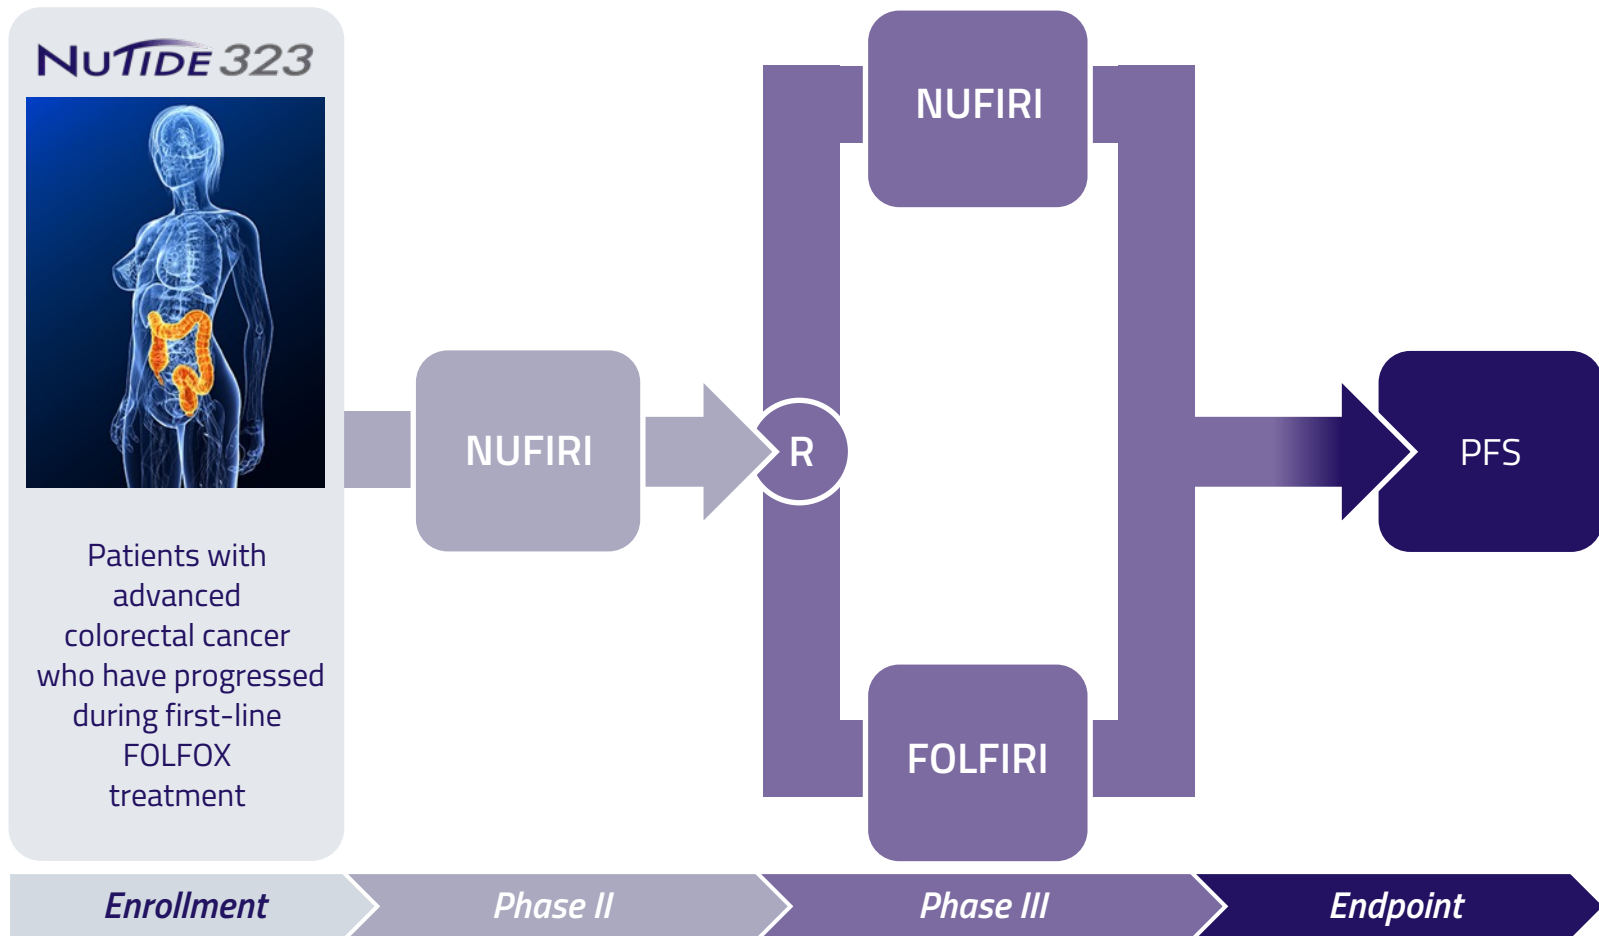 NUTIDE 323
Patients with
advanced
colorectal cancer
who have progressed
during first-line
FOLFOX
treatment
NUFIRI
R
NUFIRI
FOLFIRI
PFS
Enrollment
Phase II
Phase III
Endpoint